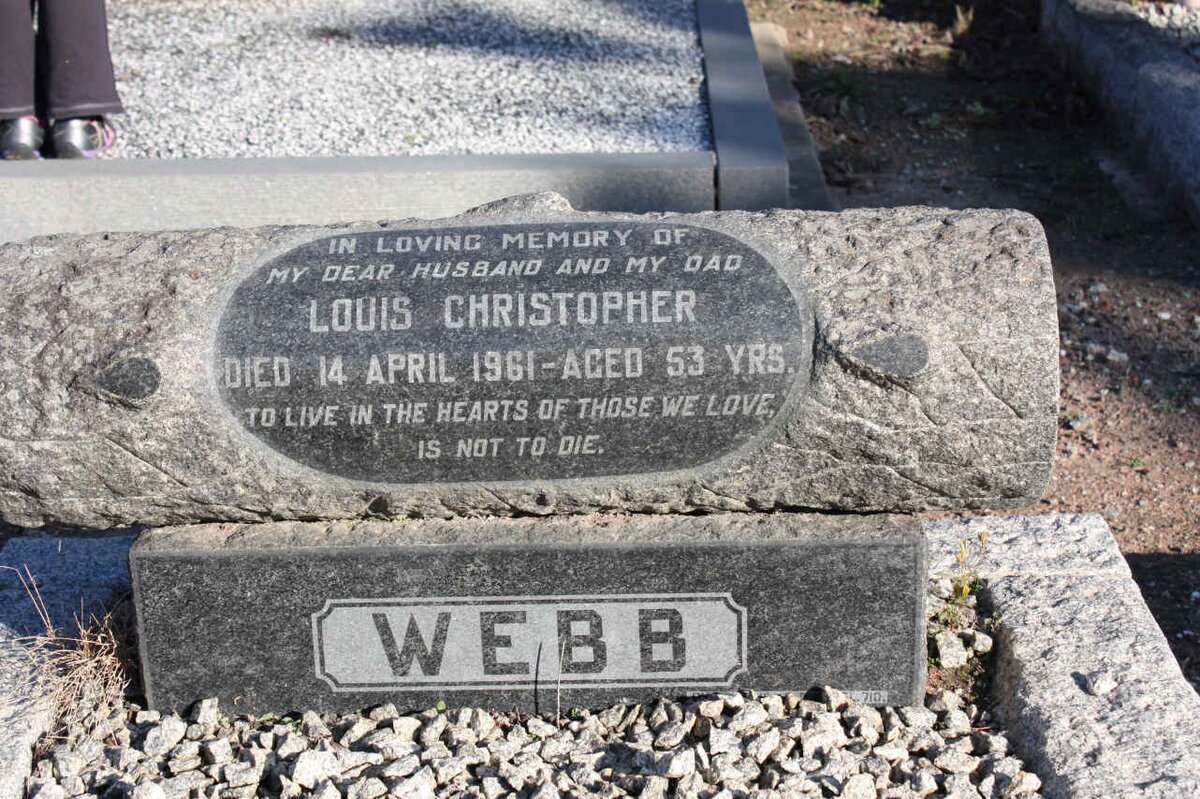 IN LOVING MEMORY OF
MY DEAR HUSBAND AND MY DAD
LOUIS CHRISTOPHER
DIED 14 APRIL 1961 - AGED 53 YRS.
TO LIVE IN THE HEARTS OF THOSE WE LOVE,
IS NOT TO DIE.
WEBB